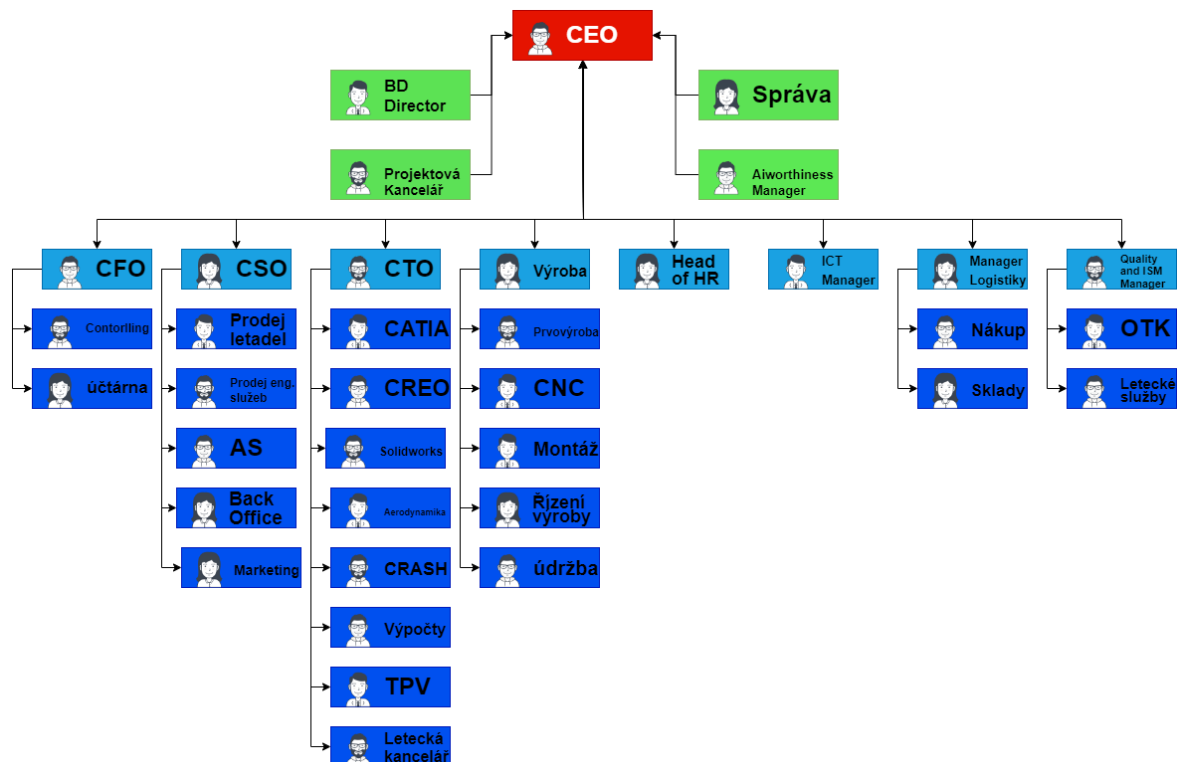 CEO
BD
Director
Správa
Projektová
Kancelář
Aiworthiness
Manager
CFO
CSO
CTO
Výroba
Head
of HR
ICT
Manager
Manager
Logistiky
Quality
and ISM
Manager
Contorlling
Prodej
letadel
CATIA
Prvovýroba
Nákup
OTK
účtárna
Prodej eng.
služeb
CREO
CNC
Sklady
Letecké
služby
AS
Solidworks
Montáž
Back
Office
Aerodynamika
Řízení
výroby
Marketing
CRASH
údržba
Výpočty
TPV
Letecká
kancelář